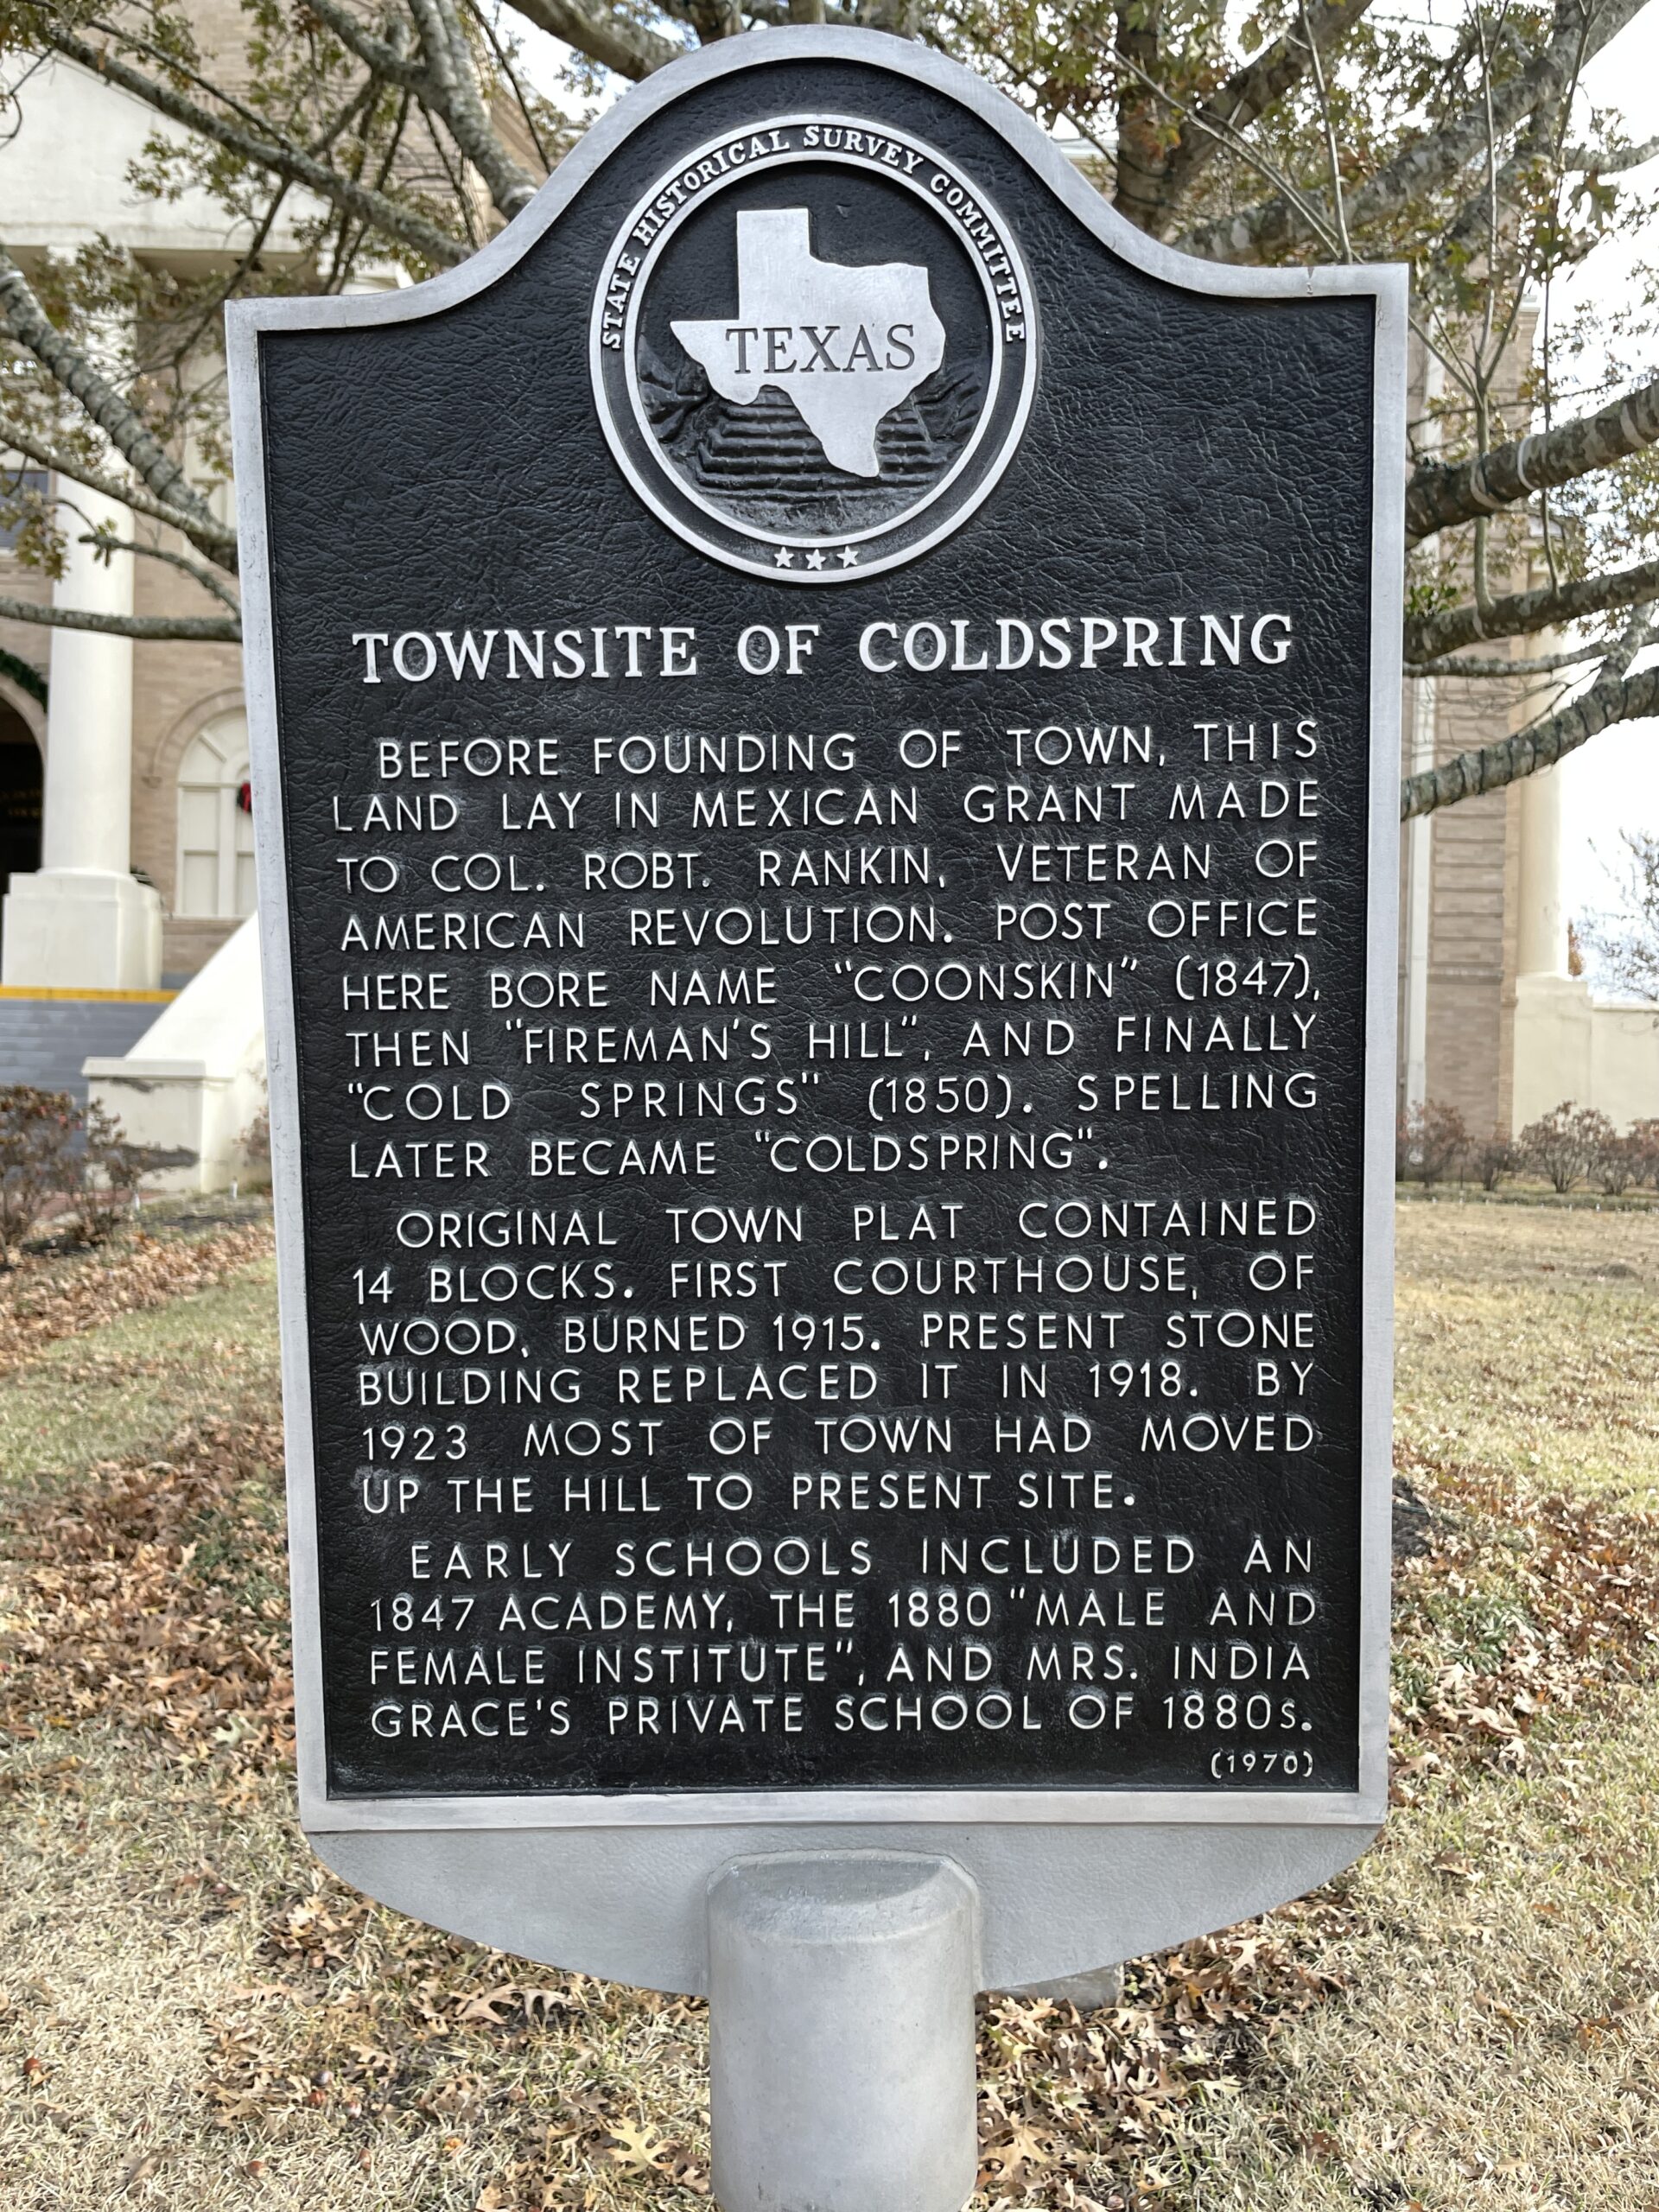 STATE HISTORICAL SURVEY COMMITTEE
TEXAS
TOWNSITE OF COLDSPRING
BEFORE FOUNDING OF TOWN, THIS
LAND LAY IN MEXICAN GRANT MADE
TO COL. ROBT. RANKIN, VETERAN OF
AMERICAN REVOLUTION. POST OFFICE
HERE BORE NAME "COONSKIN" (1847),
THEN "FIREMAN'S HILL", AND FINALLY
"COLD SPRINGS" (1850). SPELLING
LATER BECAME "COLDSPRING".
ORIGINAL TOWN PLAT CONTAINED
14 BLOCKS. FIRST COURTHOUSE, OF
WOOD, BURNED 1915. PRESENT STONE
BUILDING REPLACED IT IN 1918. BY
1923 MOST OF TOWN HAD MOVED
UP THE HILL TO PRESENT SITE.
EARLY SCHOOLS INCLUDED AN
1847 ACADEMY, THE 1880 "MALE AND
FEMALE INSTITUTE", AND MRS. INDIA
GRACE'S PRIVATE SCHOOL OF 1880s.
(1970)